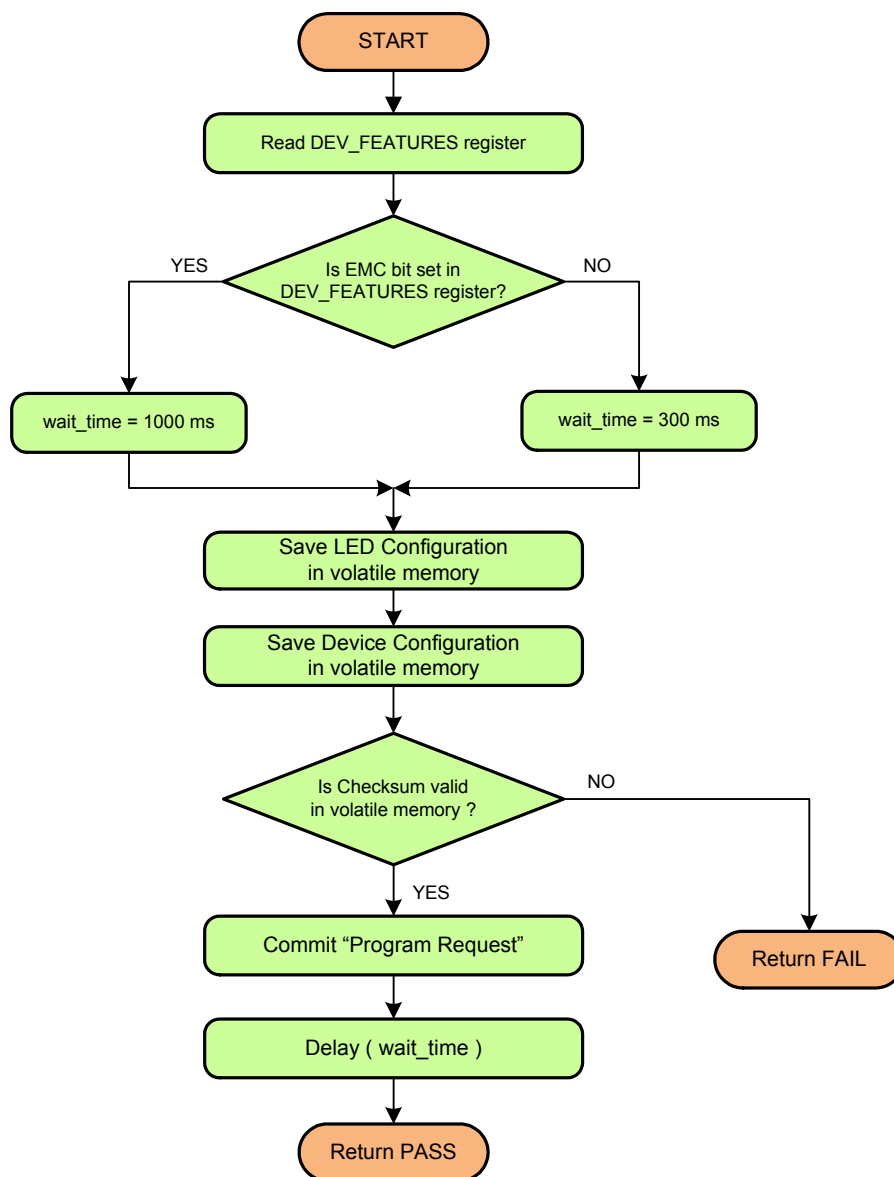 START
Read DEV_FEATURES register
YES
Is EMC bit set in
DEV_FEATURES register?
NO
wait_time = 1000 ms
wait_time = 300 ms
Save LED Configuration
in volatile memory
Save Device Configuration
in volatile memory
Is Checksum valid
in volatile memory ?
NO
YES
Commit “Program Request”
Return FAIL
Delay ( wait_time )
Return PASS